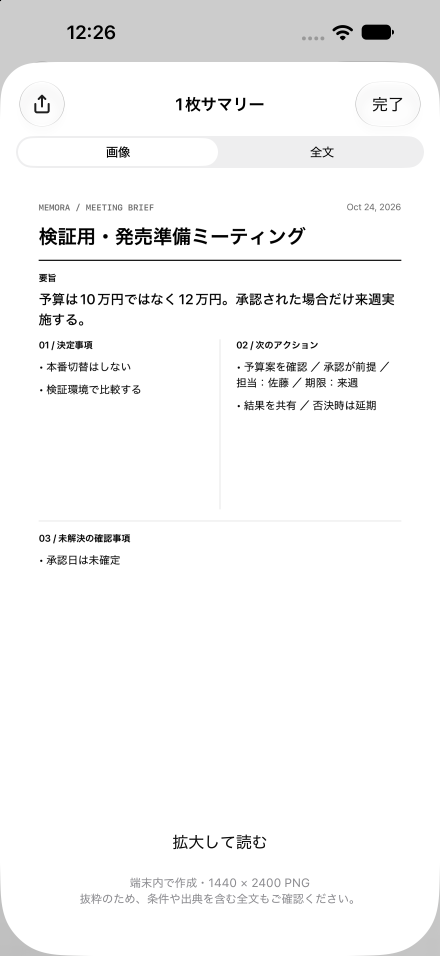 12:26
1枚サマリー
完了
画像
全文
MEMORA / MEETING BRIEF
Oct 24, 2026
検証用・発売準備ミーティング
要旨
予算は10万円ではなく12万円。承認された場合だけ来週実
施する。
01 / 決定事項
・本番切替はしない
・検証環境で比較する
02 / 次のアクション
・予算案を確認 ／ 承認が前提 ／
担当：佐藤 ／ 期限：来週
・結果を共有 ／ 否決時は延期
03 / 未解決の確認事項
・承認日は未確定
拡大して読む
端末内で作成・1440 × 2400 PNG
抜粋のため、条件や出典を含む全文もご確認ください。